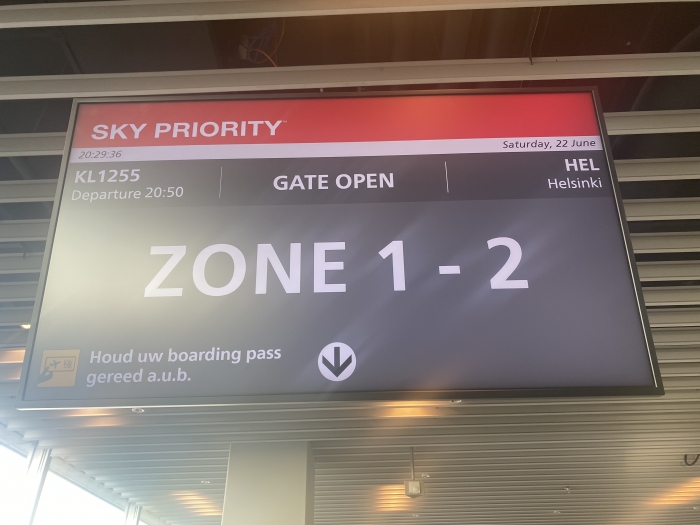 SKY PRIORITY™
20:29:36 Saturday, 22 June
KL1255 GATE OPEN HEL
Departure 20:50 Helsinki
ZONE 1 - 2
Houd uw boarding pass
gereed a.u.b.